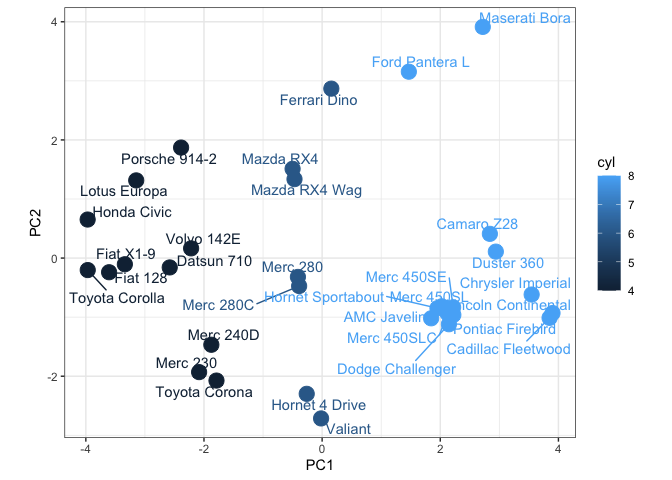 Maserati Bora
4
Ford Pantera L
Ferrari Dino
2
Porsche 914-2
Mazda RX4
Lotus Europa
Mazda RX4 Wag
Honda Civic
Camaro Z28
Volvo 142E
Fiat X1-9
Datsun 710
0
Merc 280
Duster 360
Fiat 128
Merc 450SE
Chrysler Imperial
Toyota Corolla
Hornet Sportabout
Merc 450SL
Merc 280C
ncoln Continental
AMC Javelin
Pontiac Firebird
Merc 240D
Merc 450SLC
Cadillac Fleetwood
Merc 230
Dodge Challenger
-2
Toyota Corona
Hornet 4 Drive
Valiant
-4
-2
0
2
4
PC1
PC2
cyl
8
7
6
5
4